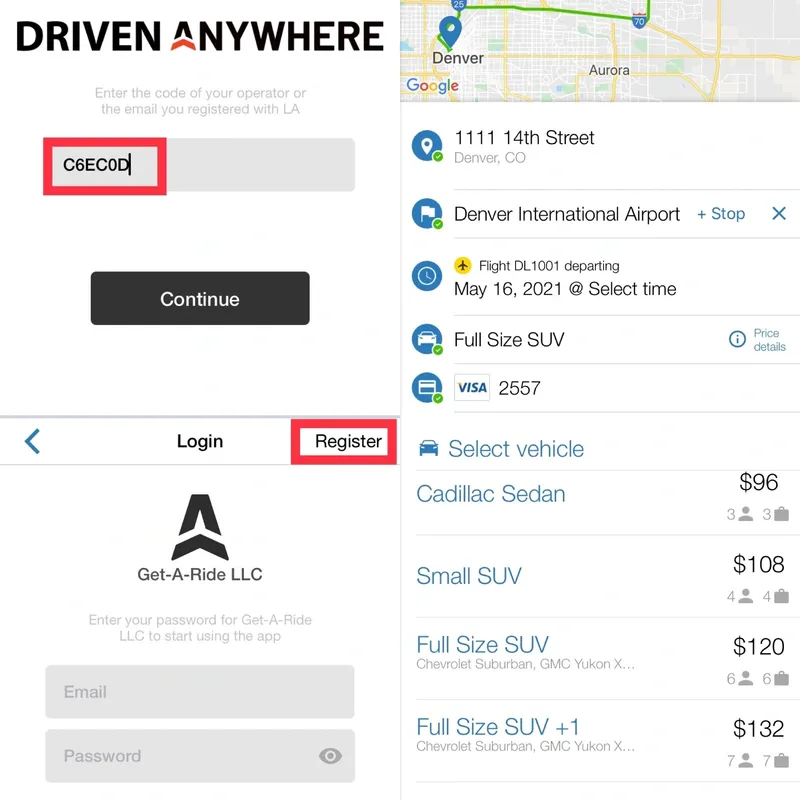 DRIVEN ANYWHERE
Enter the code of your operator or
the email you registered with LA
C6EC0D
Continue
Login
Register
Get-A-Ride LLC
Enter your password for Get-A-Ride
LLC to start using the app
Email
Password
25
70
Denver
Aurora
Google
1111 14th Street
Denver, CO
Denver International Airport + Stop
Flight DL1001 departing
May 16, 2021 @ Select time
Full Size SUV
Price
details
VISA 2557
Select vehicle
Cadillac Sedan $96
3 3
Small SUV $108
4 4
Full Size SUV $120
Chevrolet Suburban, GMC Yukon X...
6 6
Full Size SUV +1 $132
Chevrolet Suburban, GMC Yukon X...
7 7